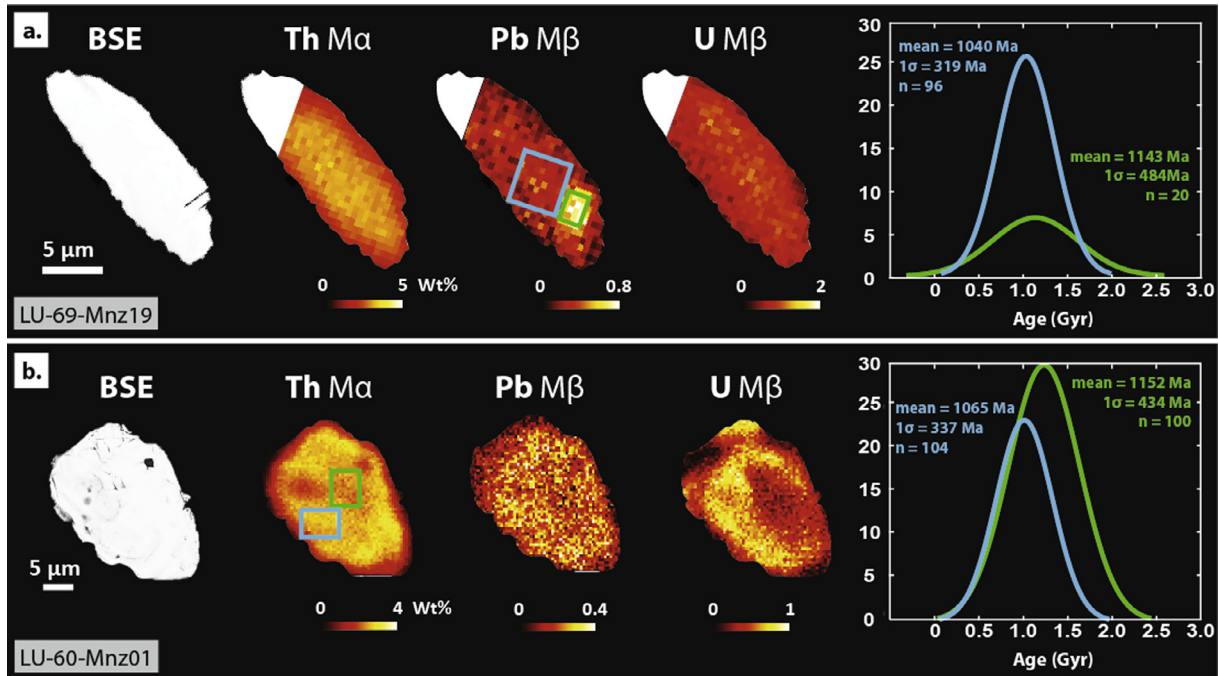 a.
BSE
Th Mα
Pb Mβ
U Mβ
5 µm
0 5 Wt%
0 0.8
0 2
LU-69-Mnz19
30
25
20
15
10
5
0
mean = 1040 Ma
1σ = 319 Ma
n = 96
mean = 1143 Ma
1σ = 484Ma
n = 20
0 0.5 1.0 1.5 2.0 2.5 3.0
Age (Gyr)
b.
BSE
Th Mα
Pb Mβ
U Mβ
5 µm
0 4 Wt%
0 0.4
0 1
LU-60-Mnz01
30
25
20
15
10
5
0
mean = 1065 Ma
1σ = 337 Ma
n = 104
mean = 1152 Ma
1σ = 434 Ma
n = 100
0 0.5 1.0 1.5 2.0 2.5 3.0
Age (Gyr)